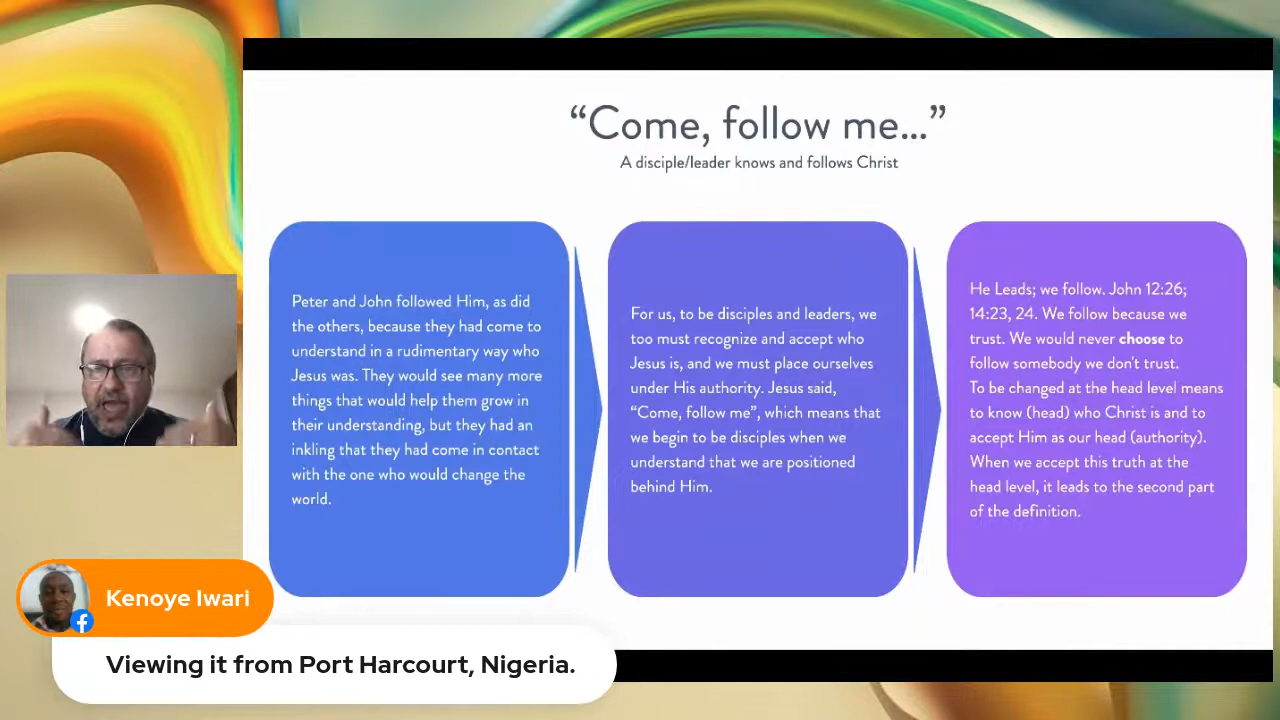 “Come, follow me...”
A disciple/leader knows and follows Christ
Peter and John followed Him, as did
the others, because they had come to
understand in a rudimentary way who
Jesus was. They would see many more
things that would help them grow in
their understanding, but they had an
inkling that they had come in contact
with the one who would change the
world.
For us, to be disciples and leaders, we
too must recognize and accept who
Jesus is, and we must place ourselves
under His authority. Jesus said,
“Come, follow me”, which means that
we begin to be disciples when we
understand that we are positioned
behind Him.
He Leads; we follow. John 12:26;
14:23, 24. We follow because we
trust. We would never choose to
follow somebody we don't trust.
To be changed at the head level means
to know (head) who Christ is and to
accept Him as our head (authority).
When we accept this truth at the
head level, it leads to the second part
of the definition.
Kenoye Iwari
Viewing it from Port Harcourt, Nigeria.